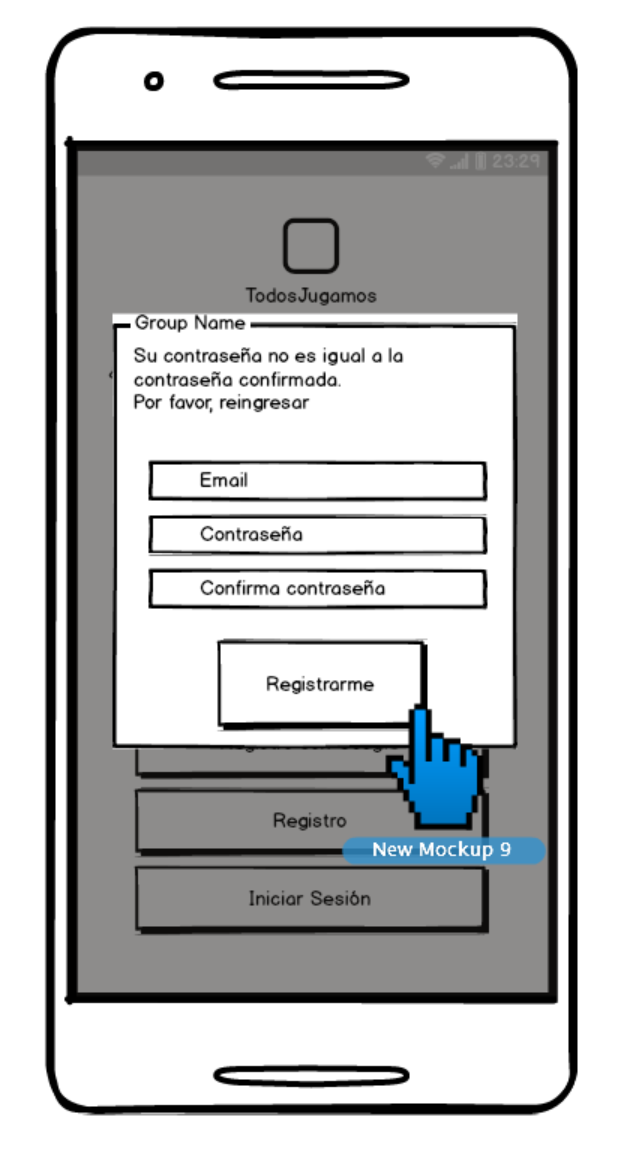 23:29
TodosJugamos
Group Name
Su contraseña no es igual a la
contraseña confirmada.
Por favor, reingresar
Email
Contraseña
Confirma contraseña
Registrarme
Registro
New Mockup 9
Iniciar Sesión